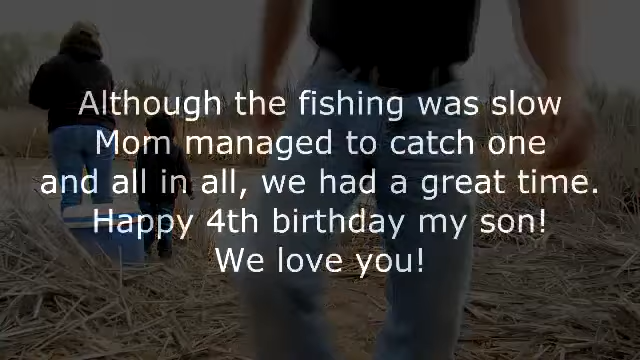 Although the fishing was slow
Mom managed to catch one
and all in all, we had a great time.
Happy 4th birthday my son!
We love you!